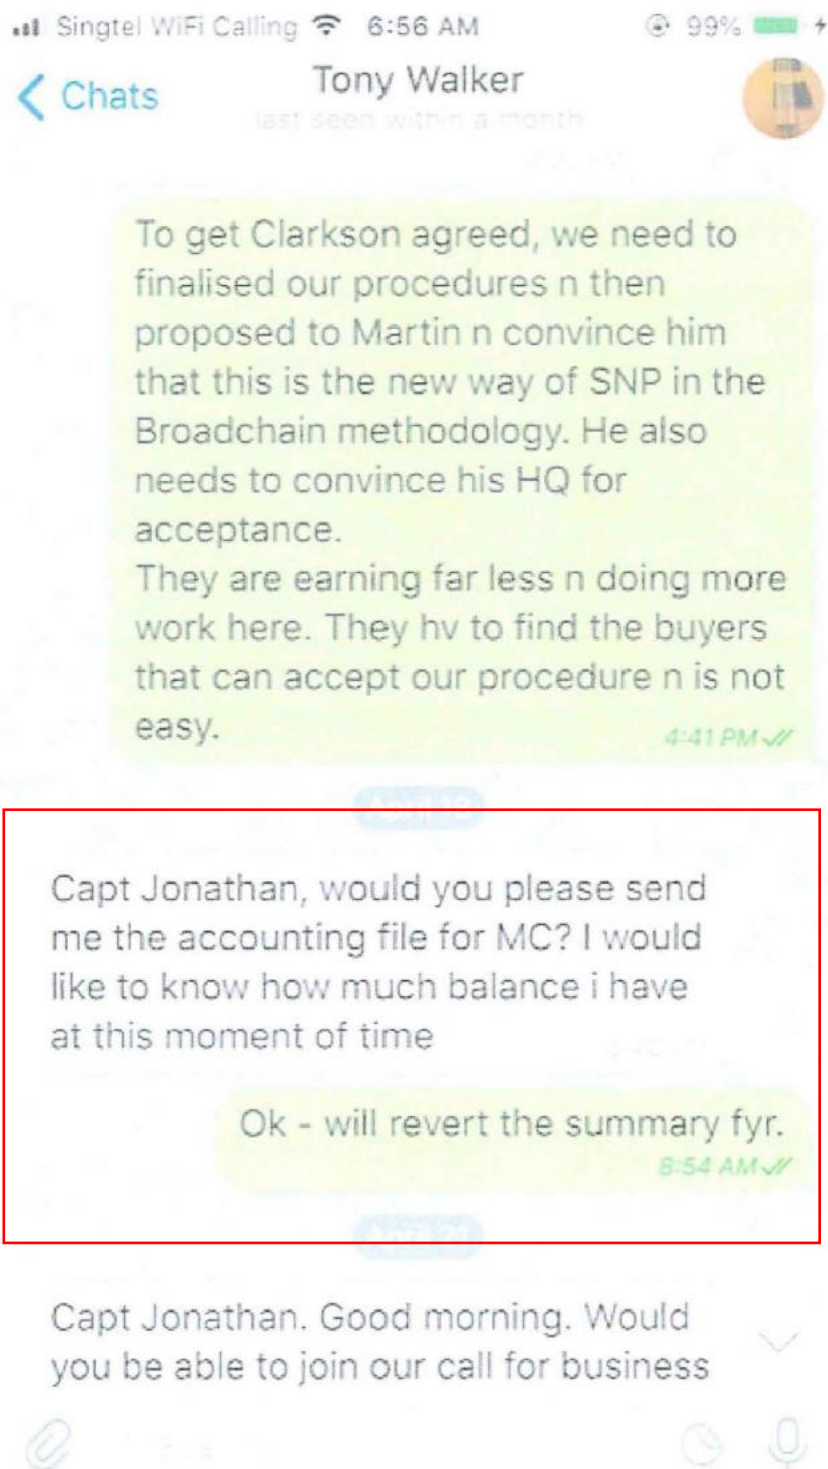 Singtel WiFi Calling 6:56 AM 99%
Chats
Tony Walker
last seen within a month
To get Clarkson agreed, we need to
finalised our procedures n then
proposed to Martin n convince him
that this is the new way of SNP in the
Broadchain methodology. He also
needs to convince his HQ for
acceptance.
They are earning far less n doing more
work here. They hv to find the buyers
that can accept our procedure n is not
easy.
4:41 PM
April 18
Capt Jonathan, would you please send
me the accounting file for MC? I would
like to know how much balance i have
at this moment of time
Ok - will revert the summary fyr.
8:54 AM
Capt Jonathan. Good morning. Would
you be able to join our call for business